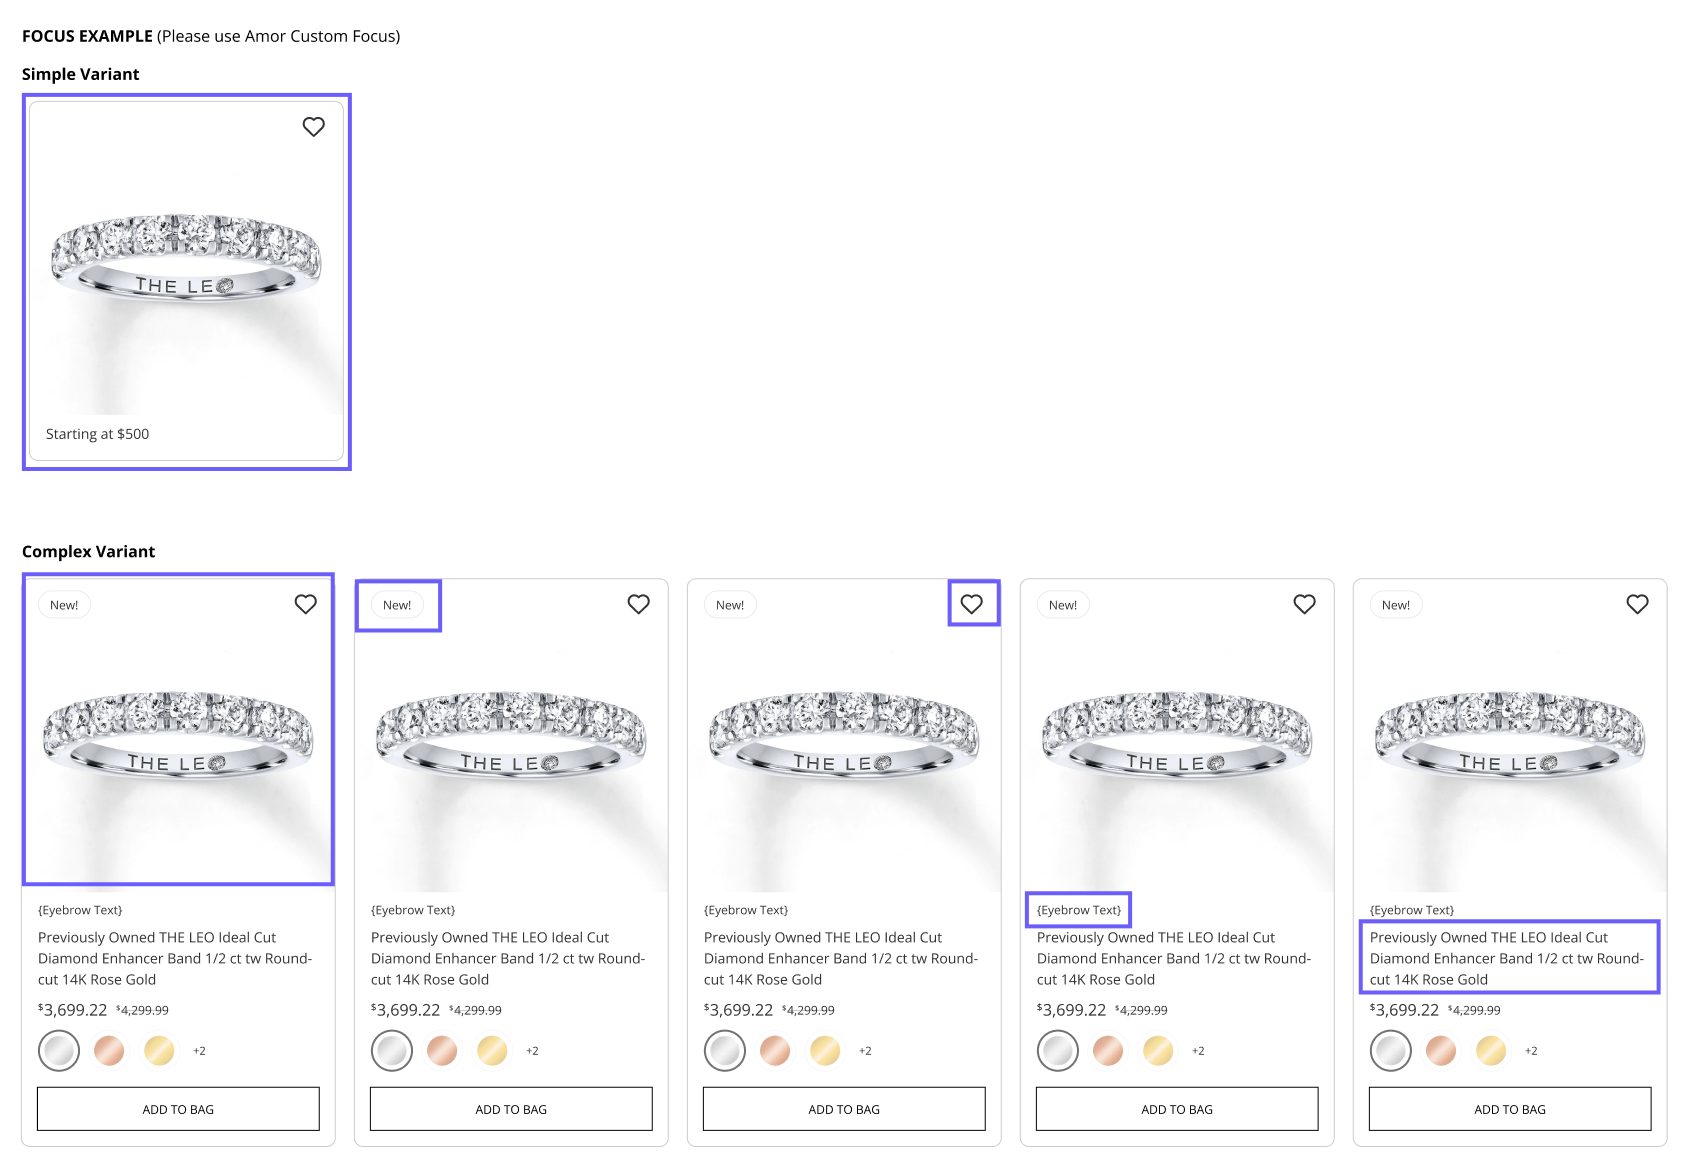 FOCUS EXAMPLE (Please use Amor Custom Focus)
Simple Variant
THE LEO
Starting at $500
Complex Variant
New!
THE LEO
{Eyebrow Text}
Previously Owned THE LEO Ideal Cut
Diamond Enhancer Band 1/2 ct tw Round-
cut 14K Rose Gold
$3,699.22 $4,299.99
+2
ADD TO BAG
New!
THE LEO
{Eyebrow Text}
Previously Owned THE LEO Ideal Cut
Diamond Enhancer Band 1/2 ct tw Round-
cut 14K Rose Gold
$3,699.22 $4,299.99
+2
ADD TO BAG
New!
THE LEO
{Eyebrow Text}
Previously Owned THE LEO Ideal Cut
Diamond Enhancer Band 1/2 ct tw Round-
cut 14K Rose Gold
$3,699.22 $4,299.99
+2
ADD TO BAG
New!
THE LEO
{Eyebrow Text}
Previously Owned THE LEO Ideal Cut
Diamond Enhancer Band 1/2 ct tw Round-
cut 14K Rose Gold
$3,699.22 $4,299.99
+2
ADD TO BAG
New!
THE LEO
{Eyebrow Text}
Previously Owned THE LEO Ideal Cut
Diamond Enhancer Band 1/2 ct tw Round-
cut 14K Rose Gold
$3,699.22 $4,299.99
+2
ADD TO BAG